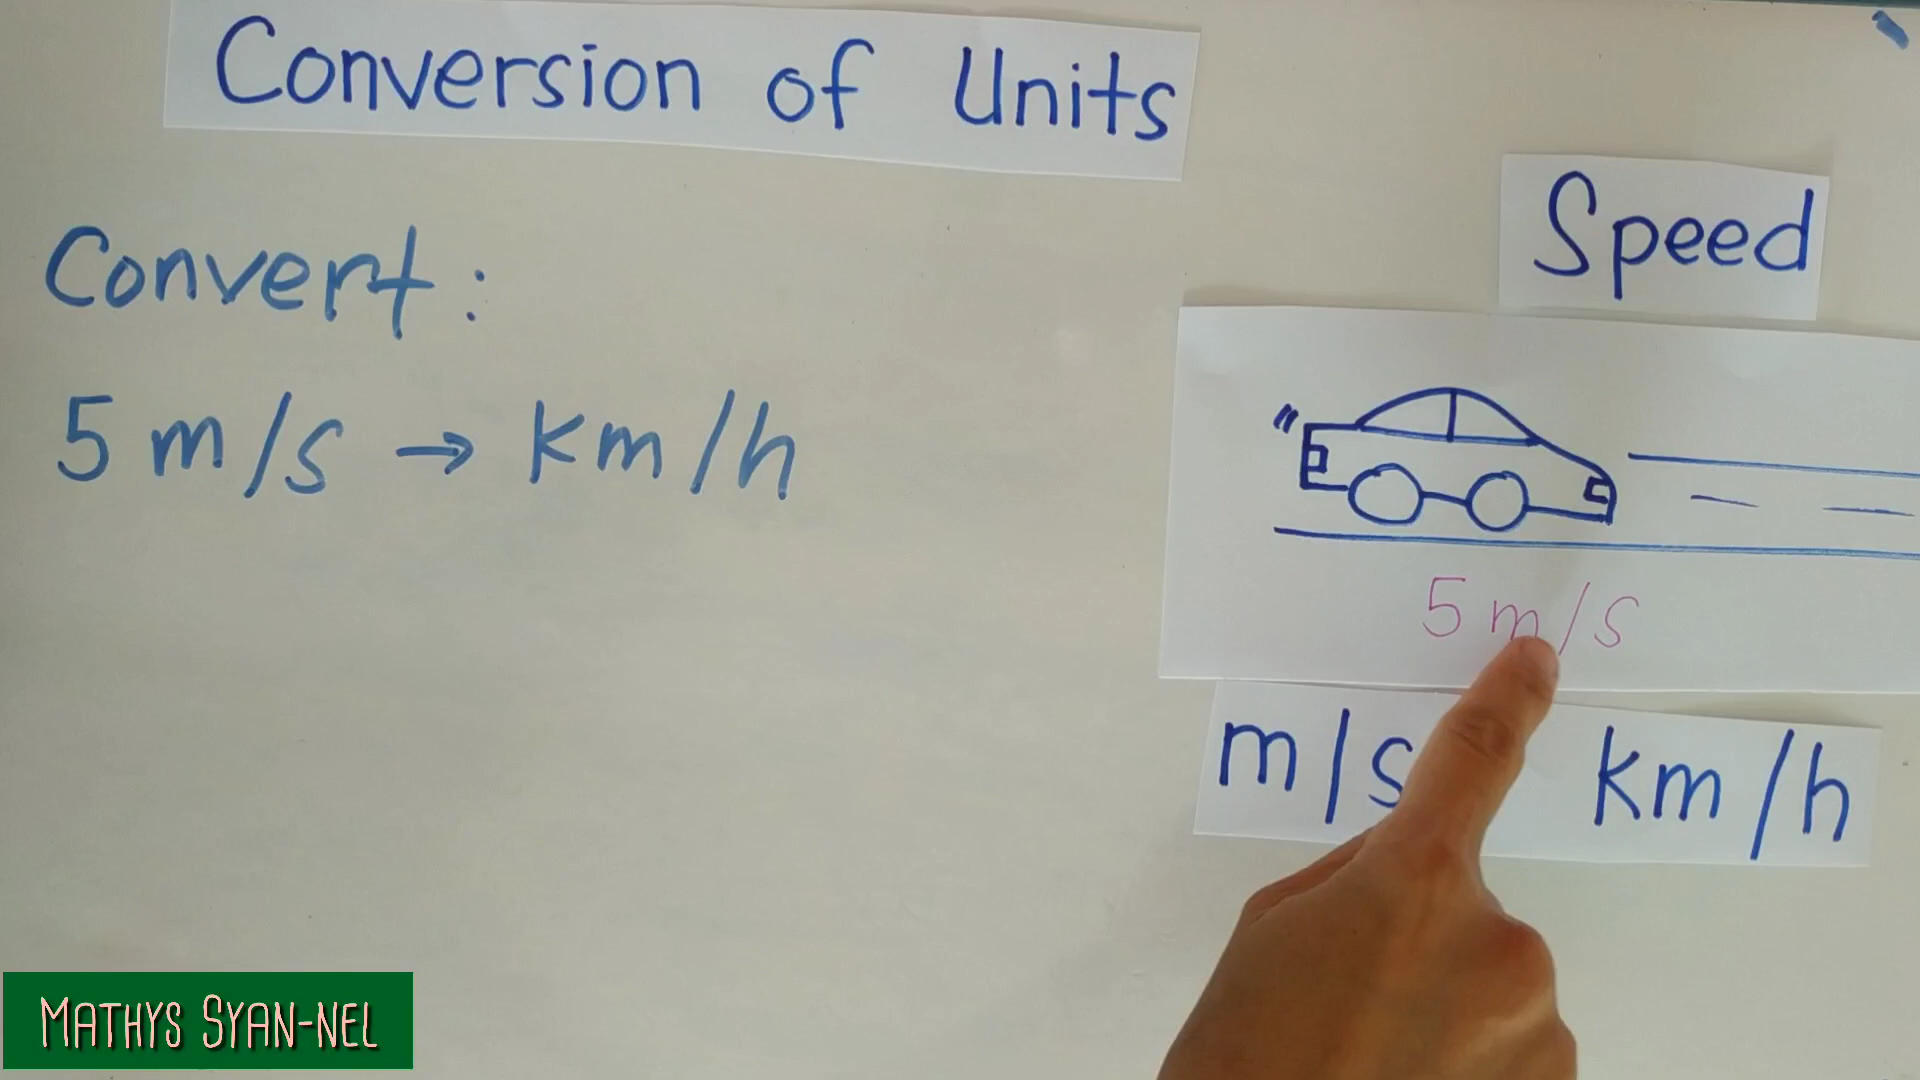 Conversion of Units
Speed
Convert:
5 m/s → km/h
5 m/s
m/s km/h
MATHYS SYAN-NEL